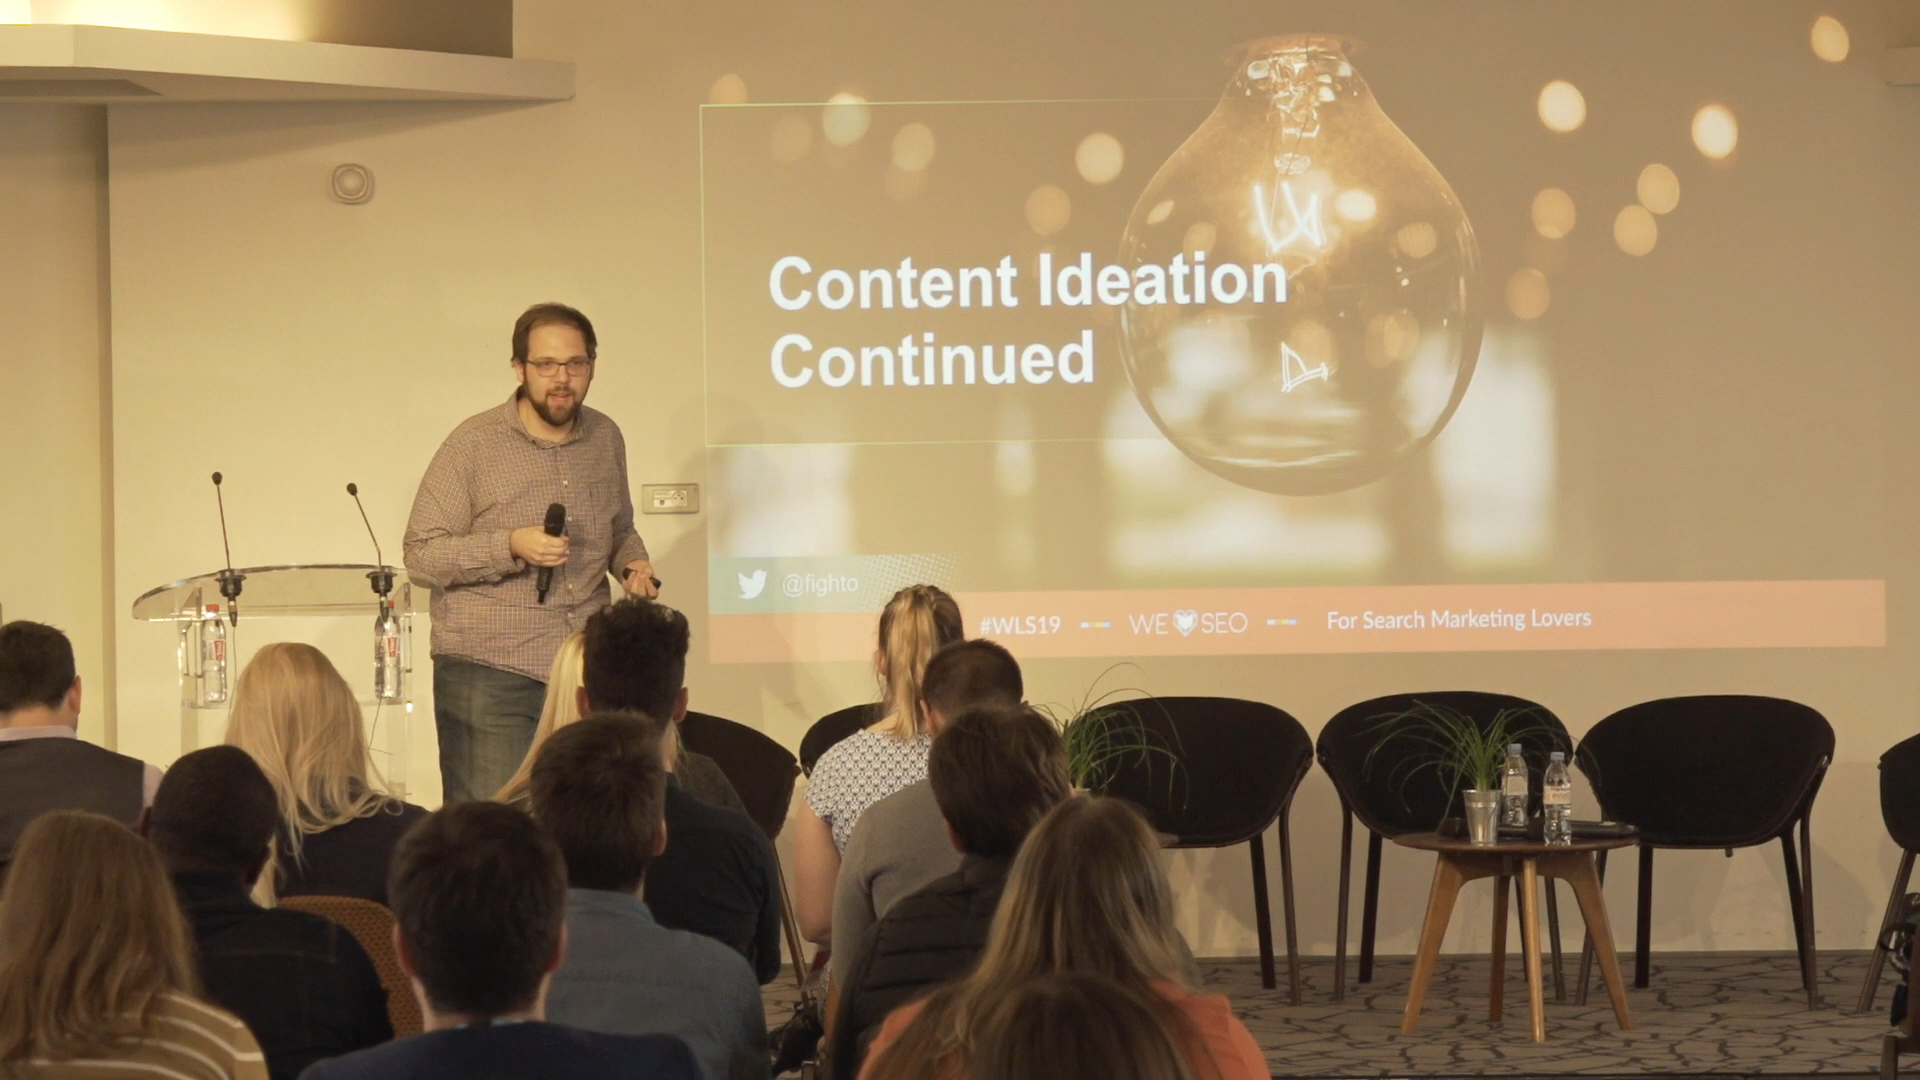 Content Ideation
Continued
@fighto
#WLS19 WE SEO For Search Marketing Lovers